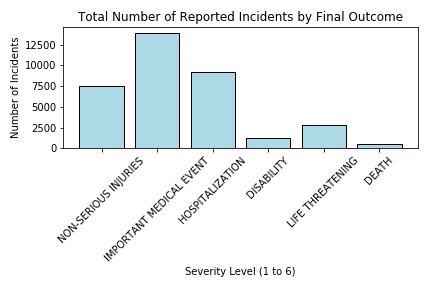 Total Number of Reported Incidents by Final Outcome
Number of Incidents
12500
10000
7500
5000
2500
0
NON-SERIOUS INJURIES
IMPORTANT MEDICAL EVENT
HOSPITALIZATION
DISABILITY
LIFE THREATENING
DEATH
Severity Level (1 to 6)